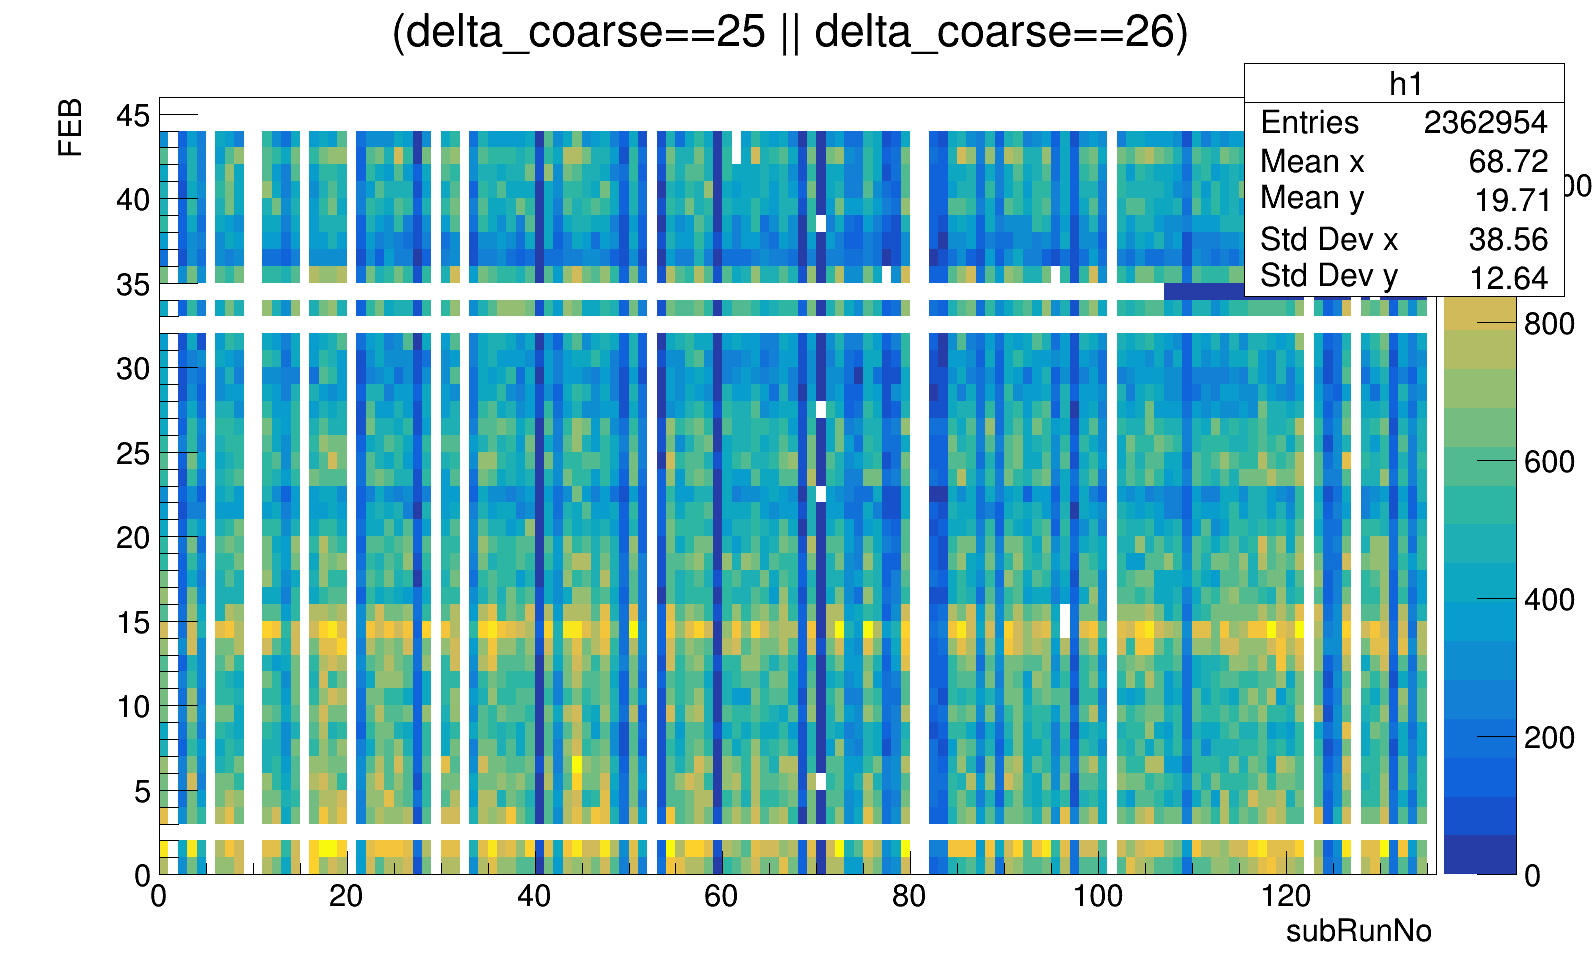 (delta_coarse==25 || delta_coarse==26)
h1
Entries 2362954
Mean x 68.72
Mean y 19.71
Std Dev x 38.56
Std Dev y 12.64
FEB
45
40
35
30
25
20
15
10
5
0
0 20 40 60 80 100 120
subRunNo
00
800
600
400
200
0